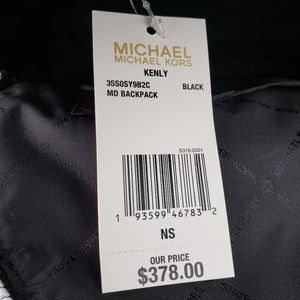 MICHAEL
MICHAEL KORS
KENLY
35S0SY9B2C BLACK
MD BACKPACK
S318-0001
1 93599 46783 2
NS
OUR PRICE
$378.00